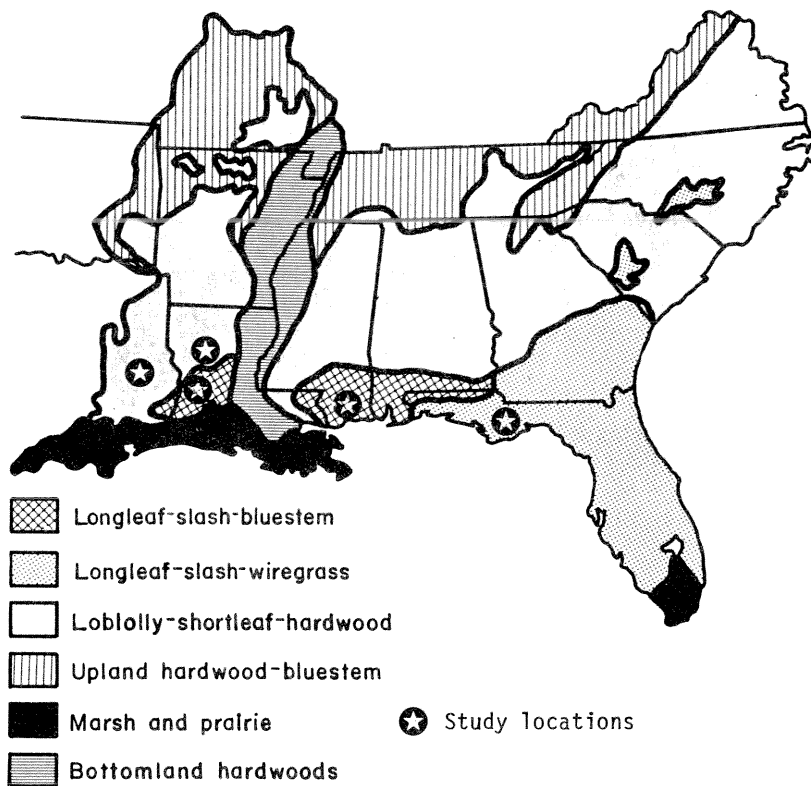 Longleaf-slash-bluestem
Longleaf-slash-wiregrass
Loblolly-shortleaf-hardwood
Upland hardwood-bluestem
Marsh and prairie
Study locations
Bottomland hardwoods